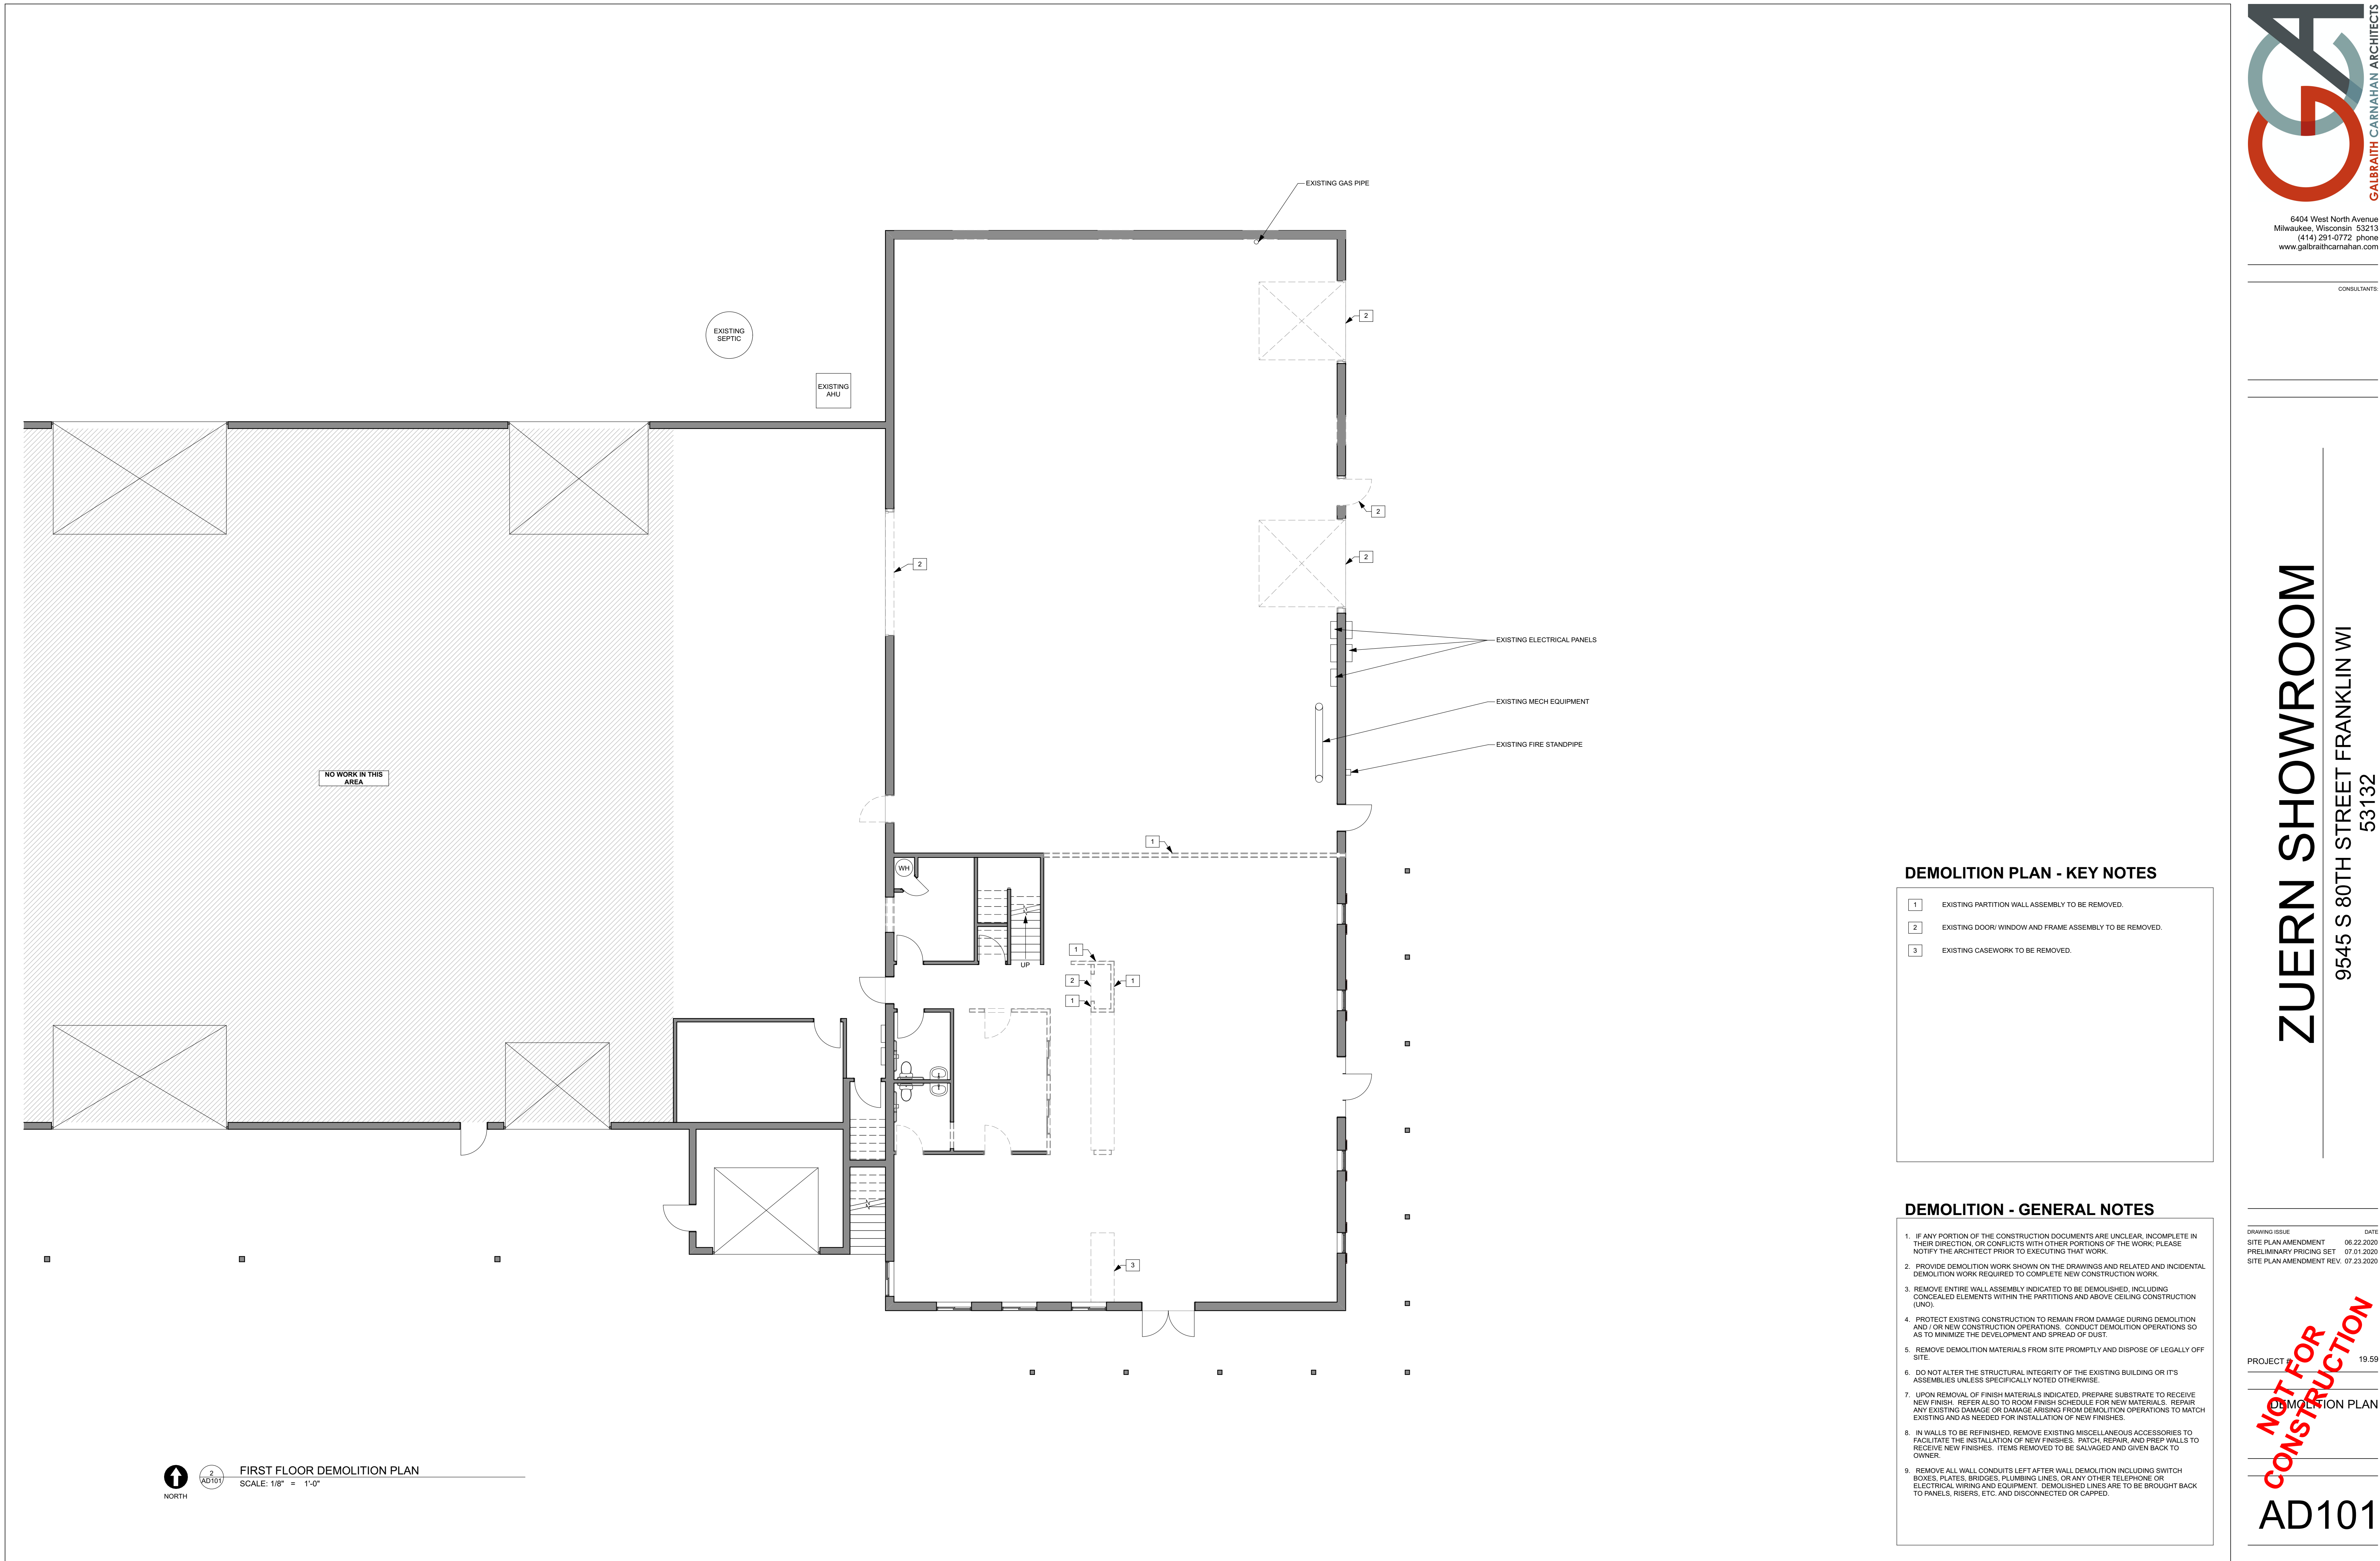 EXISTING GAS PIPE
EXISTING
SEPTIC
EXISTING
AHU
2
2
2
2
EXISTING ELECTRICAL PANELS
EXISTING MECH EQUIPMENT
EXISTING FIRE STANDPIPE
NO WORK IN THIS
AREA
1
WH
UP
1
2
1
1
3
NORTH
2
AD101
FIRST FLOOR DEMOLITION PLAN
SCALE: 1/8" = 1'-0"
DEMOLITION PLAN - KEY NOTES
1 EXISTING PARTITION WALL ASSEMBLY TO BE REMOVED.
2 EXISTING DOOR/ WINDOW AND FRAME ASSEMBLY TO BE REMOVED.
3 EXISTING CASEWORK TO BE REMOVED.
DEMOLITION - GENERAL NOTES
1. IF ANY PORTION OF THE CONSTRUCTION DOCUMENTS ARE UNCLEAR, INCOMPLETE IN
THEIR DIRECTION, OR CONFLICTS WITH OTHER PORTIONS OF THE WORK; PLEASE
NOTIFY THE ARCHITECT PRIOR TO EXECUTING THAT WORK.
2. PROVIDE DEMOLITION WORK SHOWN ON THE DRAWINGS AND RELATED AND INCIDENTAL
DEMOLITION WORK REQUIRED TO COMPLETE NEW CONSTRUCTION WORK.
3. REMOVE ENTIRE WALL ASSEMBLY INDICATED TO BE DEMOLISHED, INCLUDING
CONCEALED ELEMENTS WITHIN THE PARTITIONS AND ABOVE CEILING CONSTRUCTION
(UNO).
4. PROTECT EXISTING CONSTRUCTION TO REMAIN FROM DAMAGE DURING DEMOLITION
AND / OR NEW CONSTRUCTION OPERATIONS. CONDUCT DEMOLITION OPERATIONS SO
AS TO MINIMIZE THE DEVELOPMENT AND SPREAD OF DUST.
5. REMOVE DEMOLITION MATERIALS FROM SITE PROMPTLY AND DISPOSE OF LEGALLY OFF
SITE.
6. DO NOT ALTER THE STRUCTURAL INTEGRITY OF THE EXISTING BUILDING OR IT'S
ASSEMBLIES UNLESS SPECIFICALLY NOTED OTHERWISE.
7. UPON REMOVAL OF FINISH MATERIALS INDICATED, PREPARE SUBSTRATE TO RECEIVE
NEW FINISH. REFER ALSO TO ROOM FINISH SCHEDULE FOR NEW MATERIALS. REPAIR
ANY EXISTING DAMAGE OR DAMAGE ARISING FROM DEMOLITION OPERATIONS TO MATCH
EXISTING AND AS NEEDED FOR INSTALLATION OF NEW FINISHES.
8. IN WALLS TO BE REFINISHED, REMOVE EXISTING MISCELLANEOUS ACCESSORIES TO
FACILITATE THE INSTALLATION OF NEW FINISHES. PATCH, REPAIR, AND PREP WALLS TO
RECEIVE NEW FINISHES. ITEMS REMOVED TO BE SALVAGED AND GIVEN BACK TO
OWNER.
9. REMOVE ALL WALL CONDUITS LEFT AFTER WALL DEMOLITION INCLUDING SWITCH
BOXES, PLATES, BRIDGES, PLUMBING LINES, OR ANY OTHER TELEPHONE OR
ELECTRICAL WIRING AND EQUIPMENT. DEMOLISHED LINES ARE TO BE BROUGHT BACK
TO PANELS, RISERS, ETC. AND DISCONNECTED OR CAPPED.
GCA
GALBRAITH CARNAHAN ARCHITECTS
6404 West North Avenue
Milwaukee, Wisconsin 53213
(414) 291-0772 phone
www.galbraithcarnahan.com
CONSULTANTS:
ZUERN SHOWROOM
9545 S 80TH STREET FRANKLIN WI
53132
DRAWING ISSUE DATE
SITE PLAN AMENDMENT 06.22.2020
PRELIMINARY PRICING SET 07.01.2020
SITE PLAN AMENDMENT REV. 07.23.2020
PROJECT # 19.59
NOT FOR
CONSTRUCTION
DEMOLITION PLAN
AD101